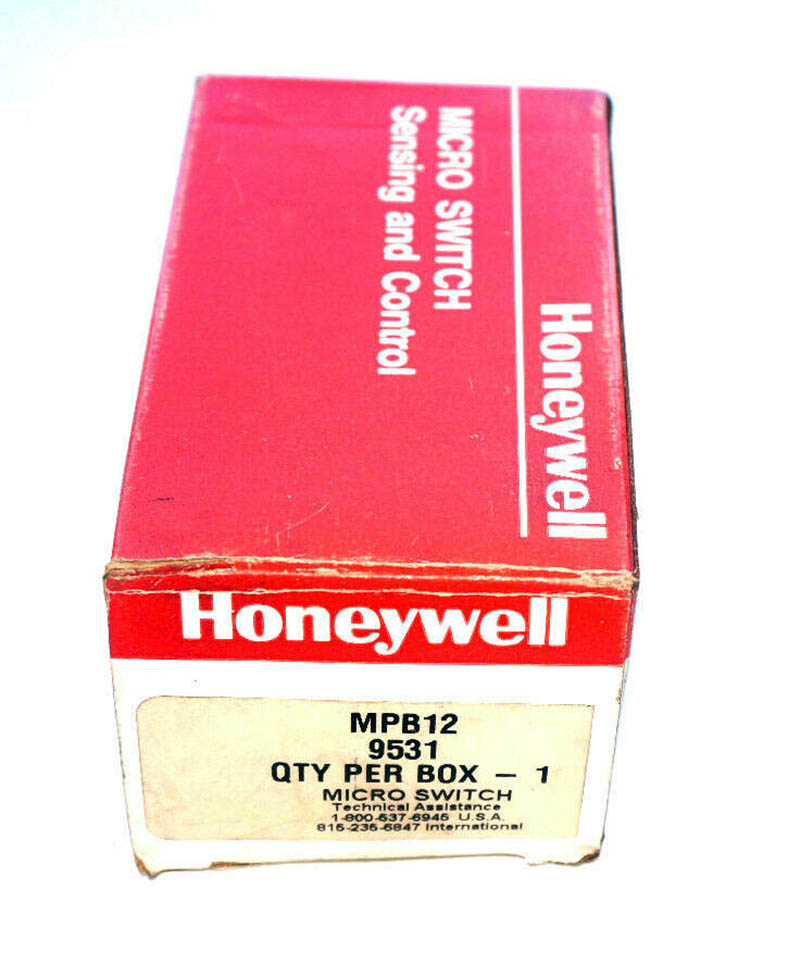 Honeywell
MICRO SWITCH
Sensing and Control
Honeywell
MPB12
9531
QTY PER BOX – 1
MICRO SWITCH
Technical Assistance
1-800-537-6945 U.S.A.
815-235-6847 International